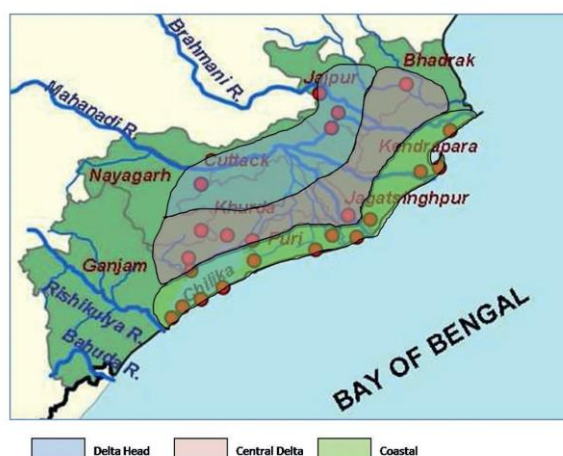 Brahmani R.
Bhadrak
Jajpur
Mahanadi R.
Cuttack
Kendrapara
Nayagarh
Khurda
Jagatsinghpur
Puri
Ganjam
Chilika
Rishikulya R.
Bahuda R.
BAY OF BENGAL
Delta Head
Central Delta
Coastal